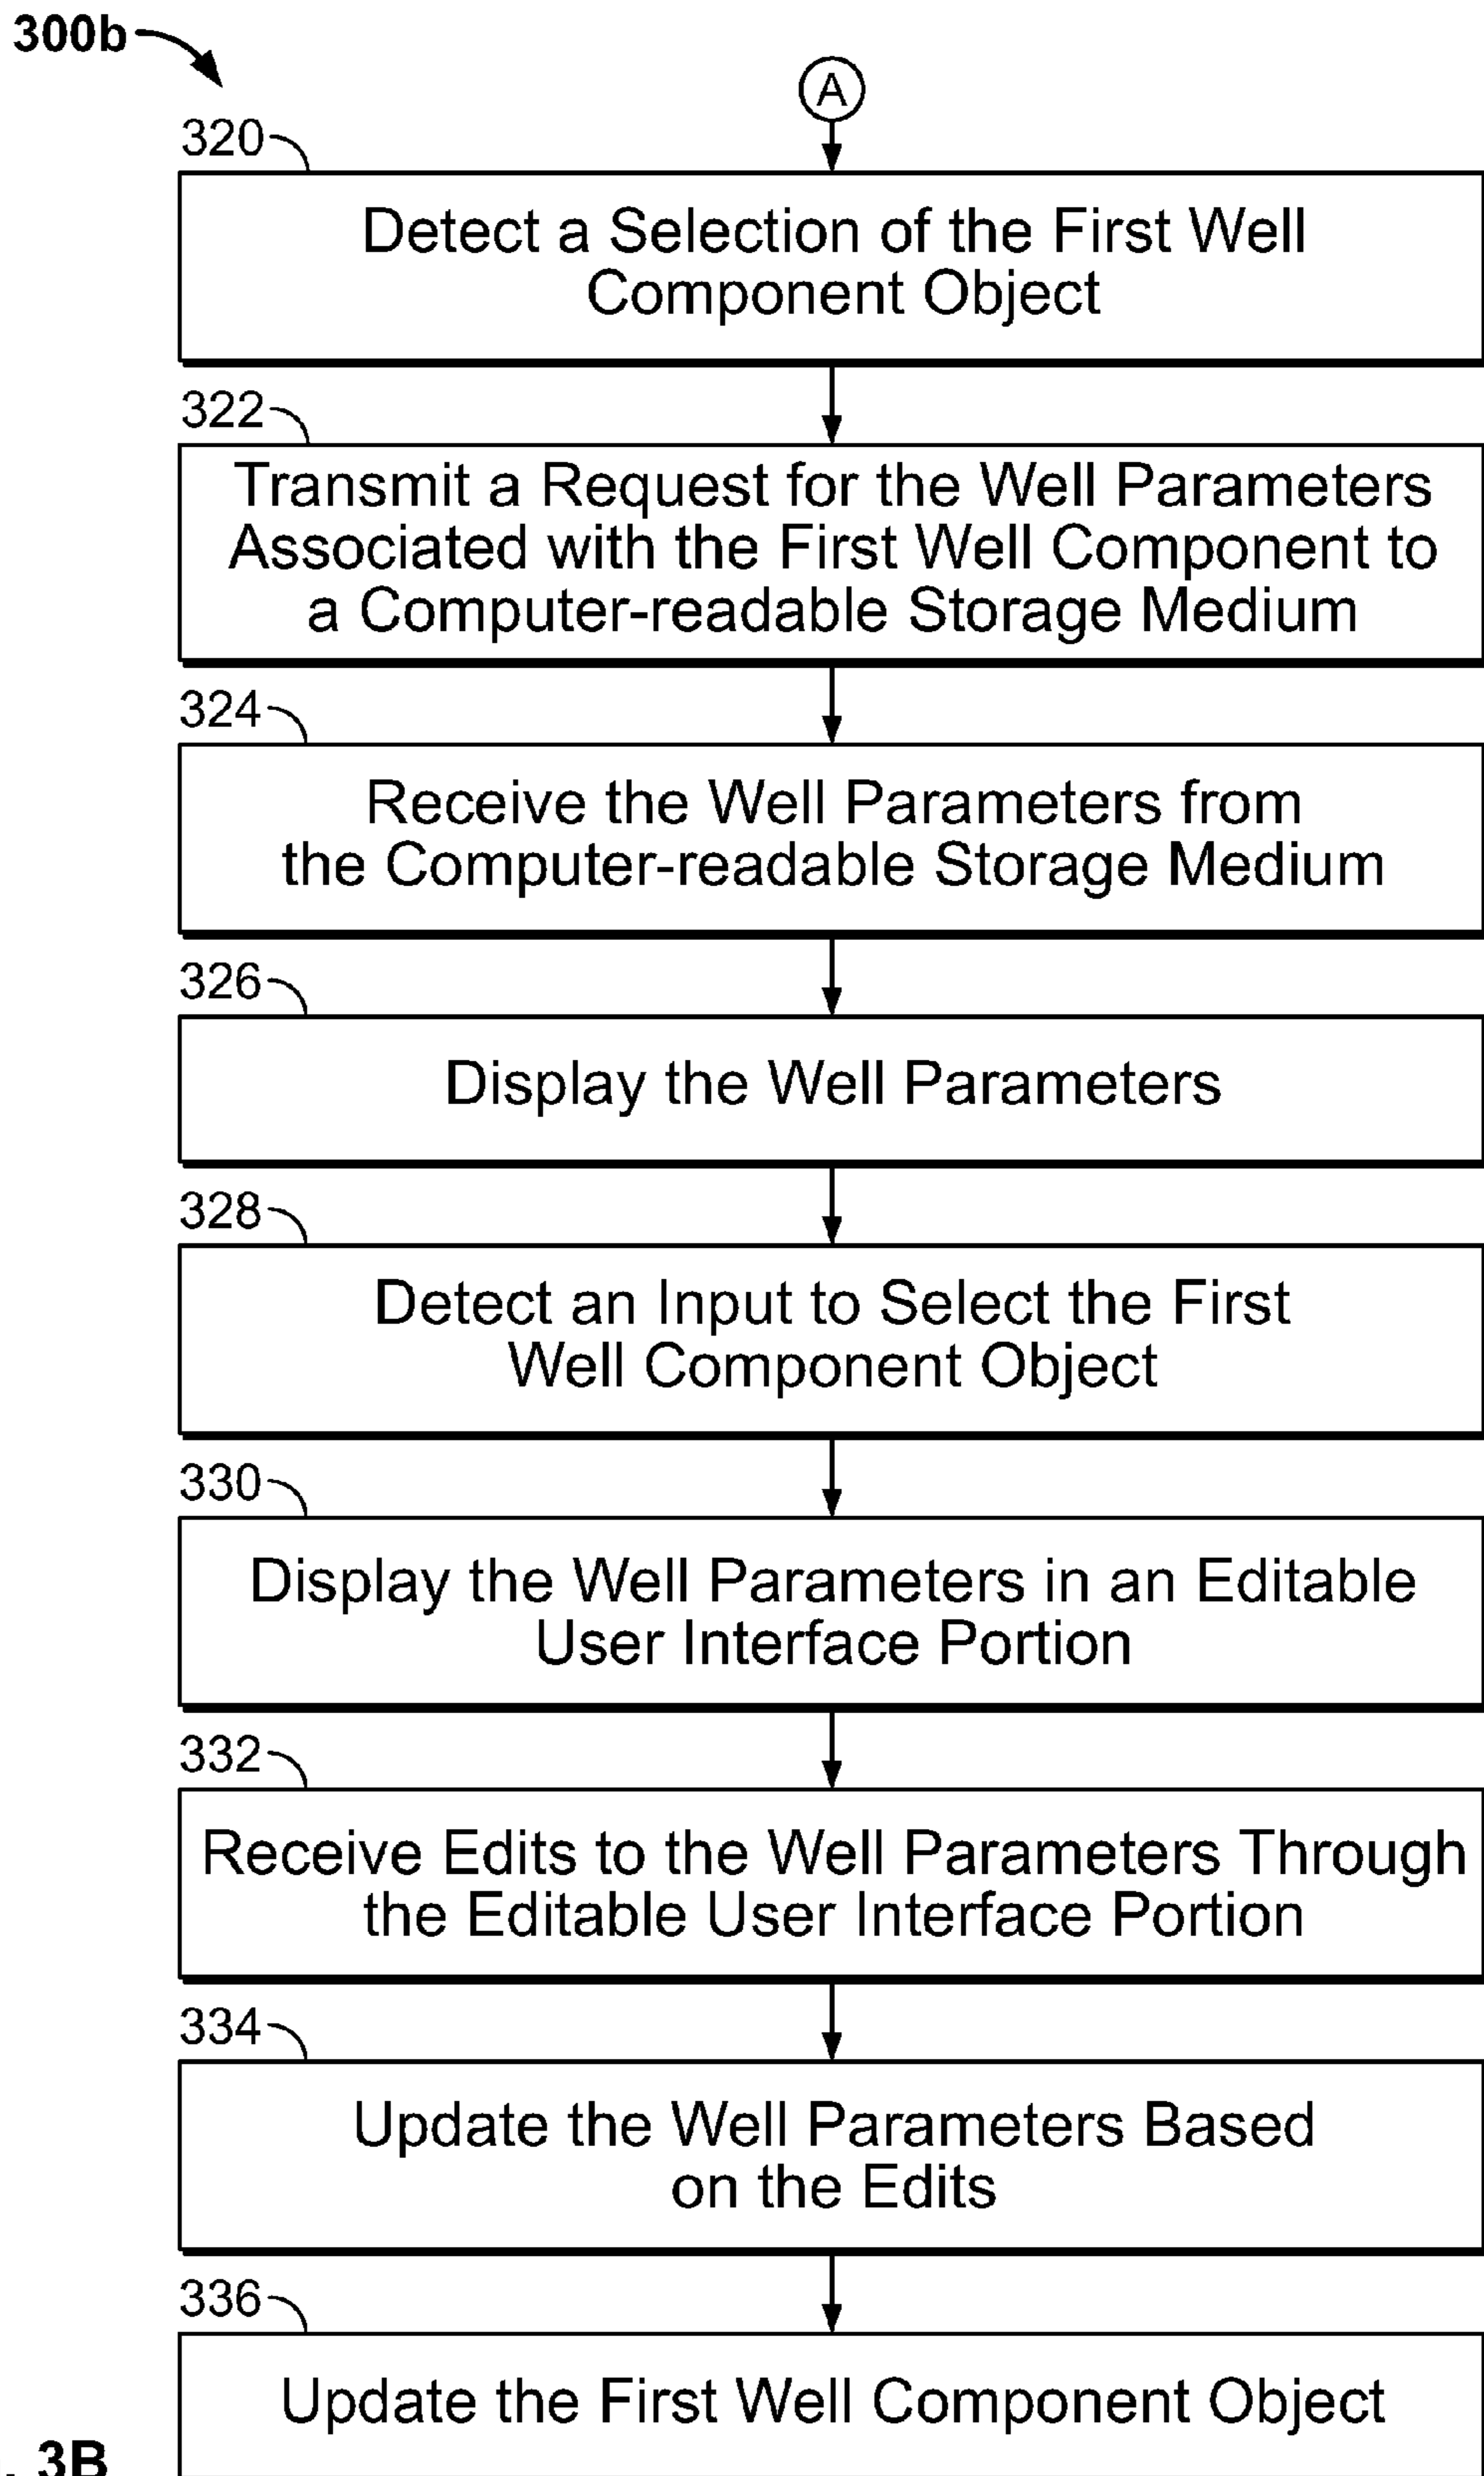 300b
A
320
Detect a Selection of the First Well
Component Object
322
Transmit a Request for the Well Parameters
Associated with the First Well Component to
a Computer-readable Storage Medium
324
Receive the Well Parameters from
the Computer-readable Storage Medium
326
Display the Well Parameters
328
Detect an Input to Select the First
Well Component Object
330
Display the Well Parameters in an Editable
User Interface Portion
332
Receive Edits to the Well Parameters Through
the Editable User Interface Portion
334
Update the Well Parameters Based
on the Edits
336
Update the First Well Component Object
. 3B